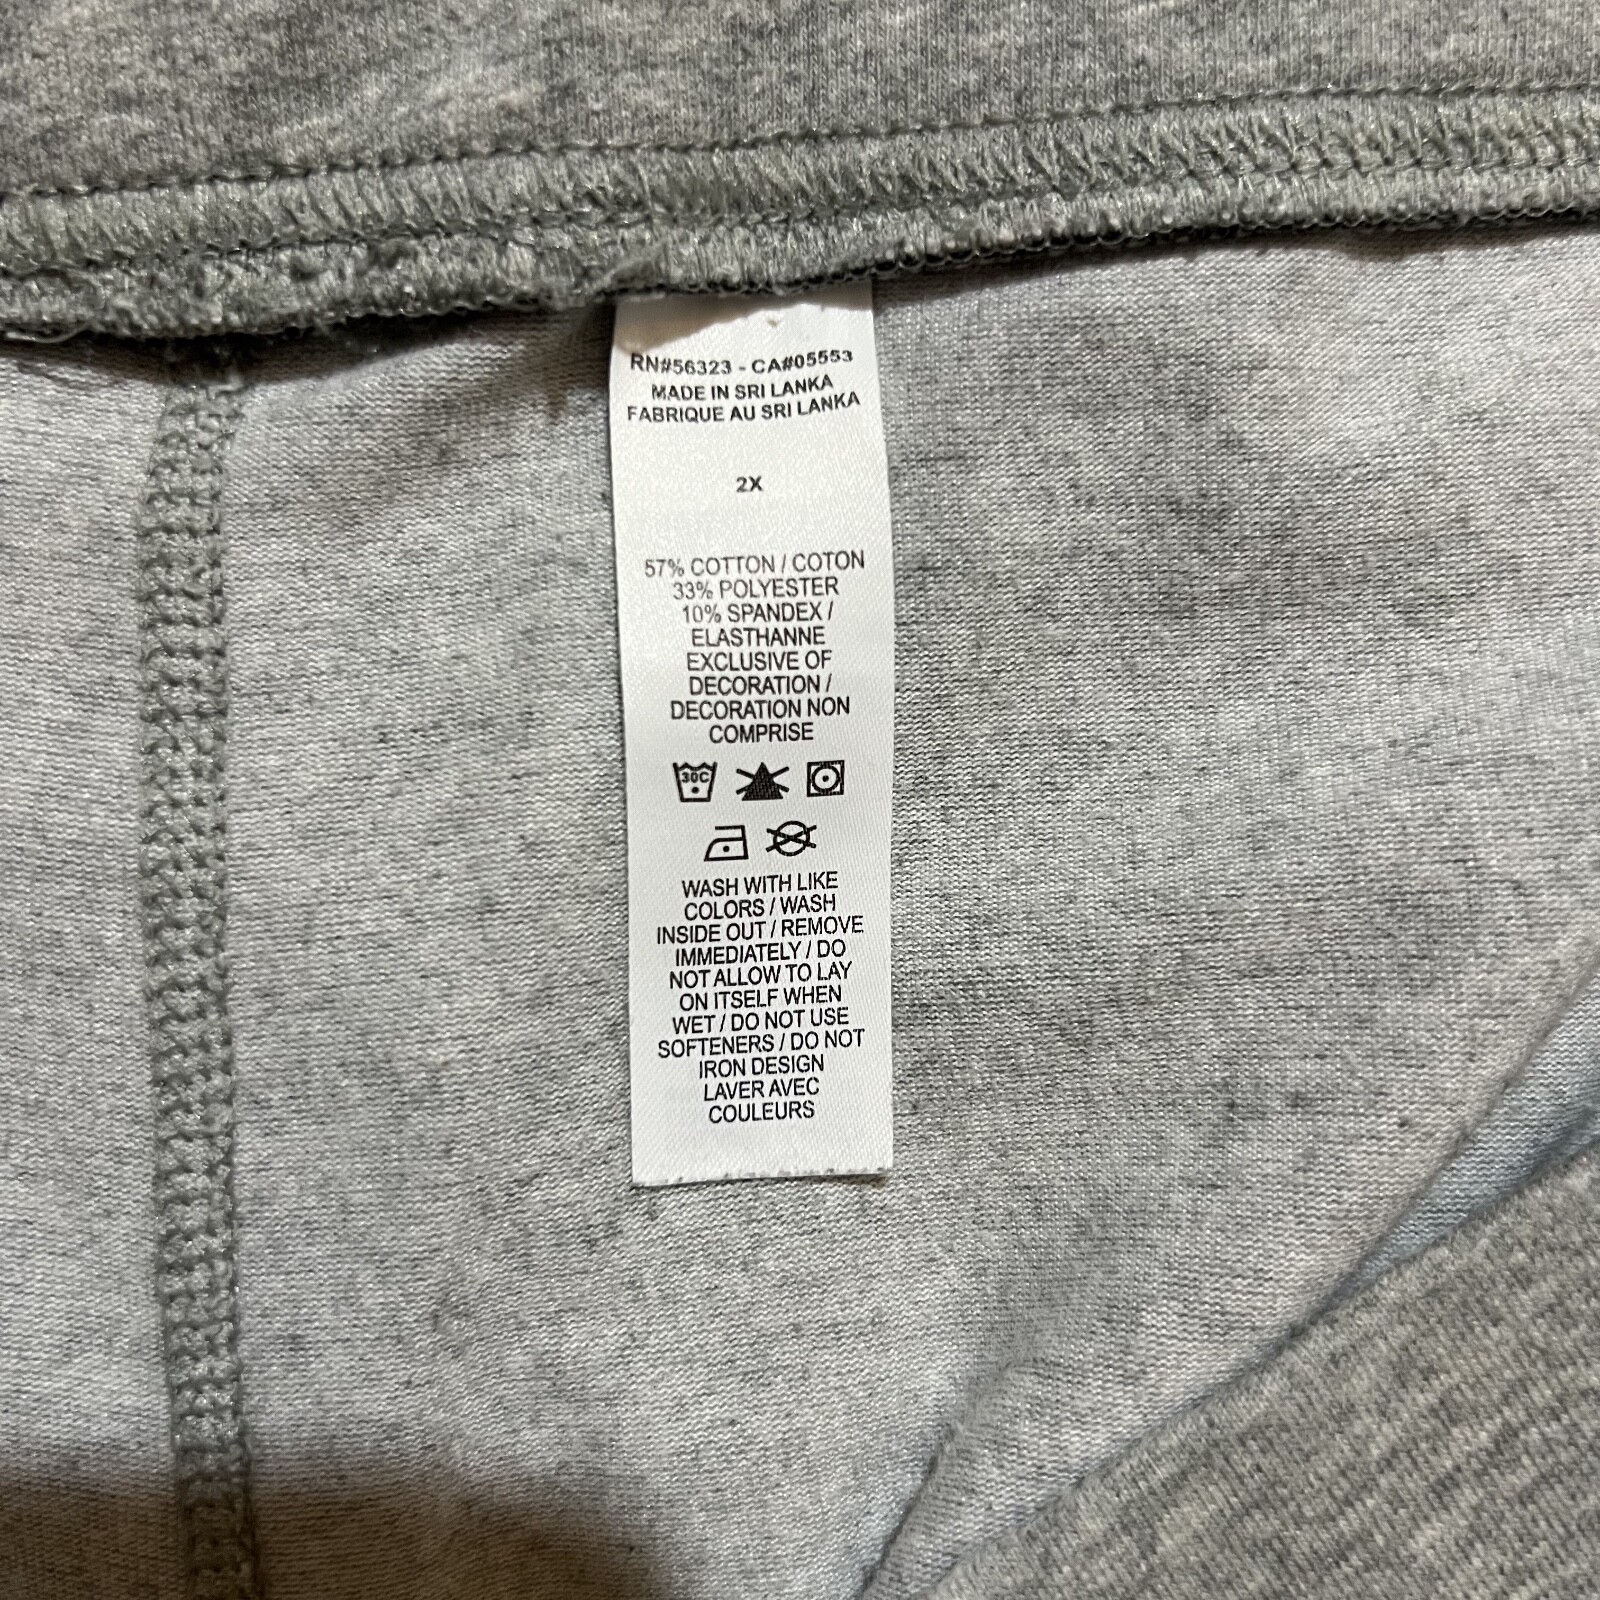 RN#56323 - CA#05553
MADE IN SRI LANKA
FABRIQUE AU SRI LANKA
2X
57% COTTON / COTON
33% POLYESTER
10% SPANDEX /
ELASTHANNE
EXCLUSIVE OF
DECORATION /
DECORATION NON
COMPRISE
30C
WASH WITH LIKE
COLORS / WASH
INSIDE OUT / REMOVE
IMMEDIATELY / DO
NOT ALLOW TO LAY
ON ITSELF WHEN
WET / DO NOT USE
SOFTENERS / DO NOT
IRON DESIGN
LAVER AVEC
COULEURS